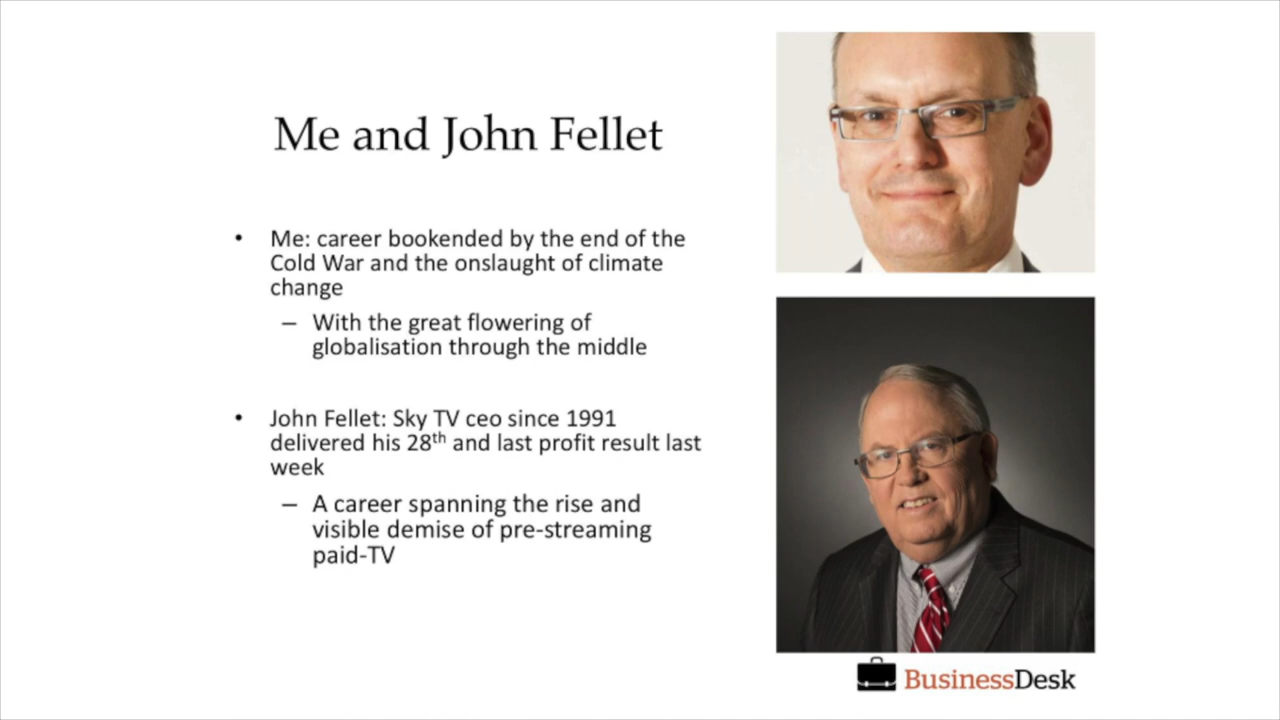 Me and John Fellet
• Me: career bookended by the end of the
Cold War and the onslaught of climate
change
– With the great flowering of
globalisation through the middle
• John Fellet: Sky TV ceo since 1991
delivered his 28th and last profit result last
week
– A career spanning the rise and
visible demise of pre-streaming
paid-TV
BusinessDesk